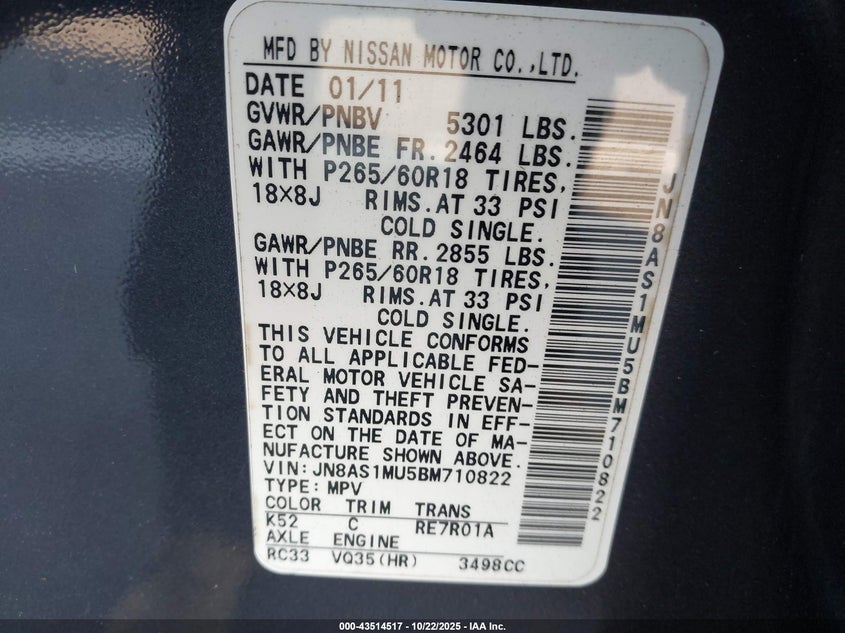 MFD BY NISSAN MOTOR CO.,LTD.
DATE 01/11
GVWR/PNBV 5301 LBS.
GAWR/PNBE FR. 2464 LBS.
WITH P265/60R18 TIRES,
18X8J RIMS. AT 33 PSI
COLD SINGLE.
GAWR/PNBE RR. 2855 LBS.
WITH P265/60R18 TIRES,
18X8J RIMS. AT 33 PSI
COLD SINGLE.
THIS VEHICLE CONFORMS
TO ALL APPLICABLE FED-
ERAL MOTOR VEHICLE SA-
FETY AND THEFT PREVEN-
TION STANDARDS IN EFF-
ECT ON THE DATE OF MA-
NUFACTURE SHOWN ABOVE.
VIN: JN8AS1MU5BM710822
TYPE: MPV
COLOR TRIM TRANS
K52 C RE7R01A
AXLE ENGINE
RC33 VQ35(HR) 3498CC
JN8AS1MU5BM710822
000-43514517 - 10/22/2025 - IAA Inc.